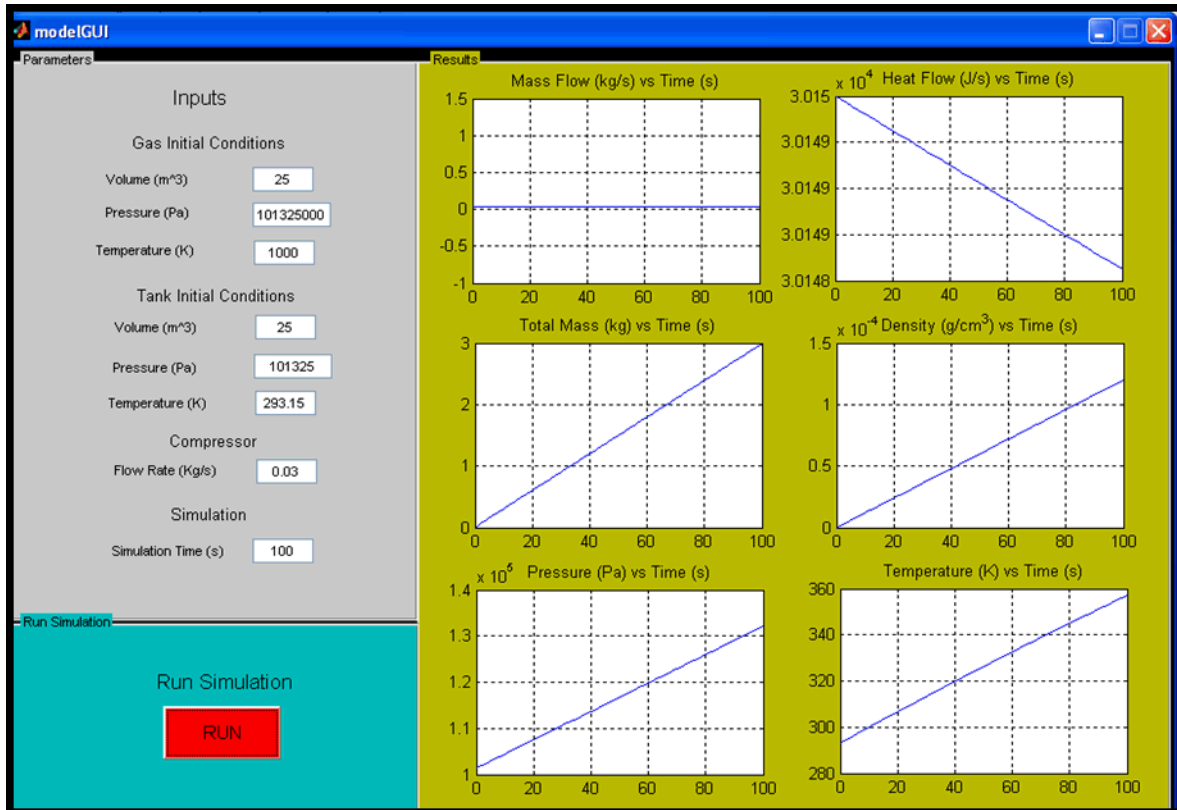 modelGUI
Parameters
Inputs
Gas Initial Conditions
Volume (m^3) 25
Pressure (Pa) 101325000
Temperature (K) 1000
Tank Initial Conditions
Volume (m^3) 25
Pressure (Pa) 101325
Temperature (K) 293.15
Compressor
Flow Rate (Kg/s) 0.03
Simulation
Simulation Time (s) 100
Run Simulation
Run Simulation
RUN
Results
Mass Flow (kg/s) vs Time (s)
1.5
1
0.5
0
-0.5
-1
0 20 40 60 80 100
x 10^4 Heat Flow (J/s) vs Time (s)
3.015
3.0149
3.0149
3.0149
3.0148
0 20 40 60 80 100
Total Mass (kg) vs Time (s)
3
2
1
0
0 20 40 60 80 100
x 10^-4 Density (g/cm^3) vs Time (s)
1.5
1
0.5
0
0 20 40 60 80 100
x 10^5 Pressure (Pa) vs Time (s)
1.4
1.3
1.2
1.1
1
0 20 40 60 80 100
Temperature (K) vs Time (s)
360
340
320
300
280
0 20 40 60 80 100